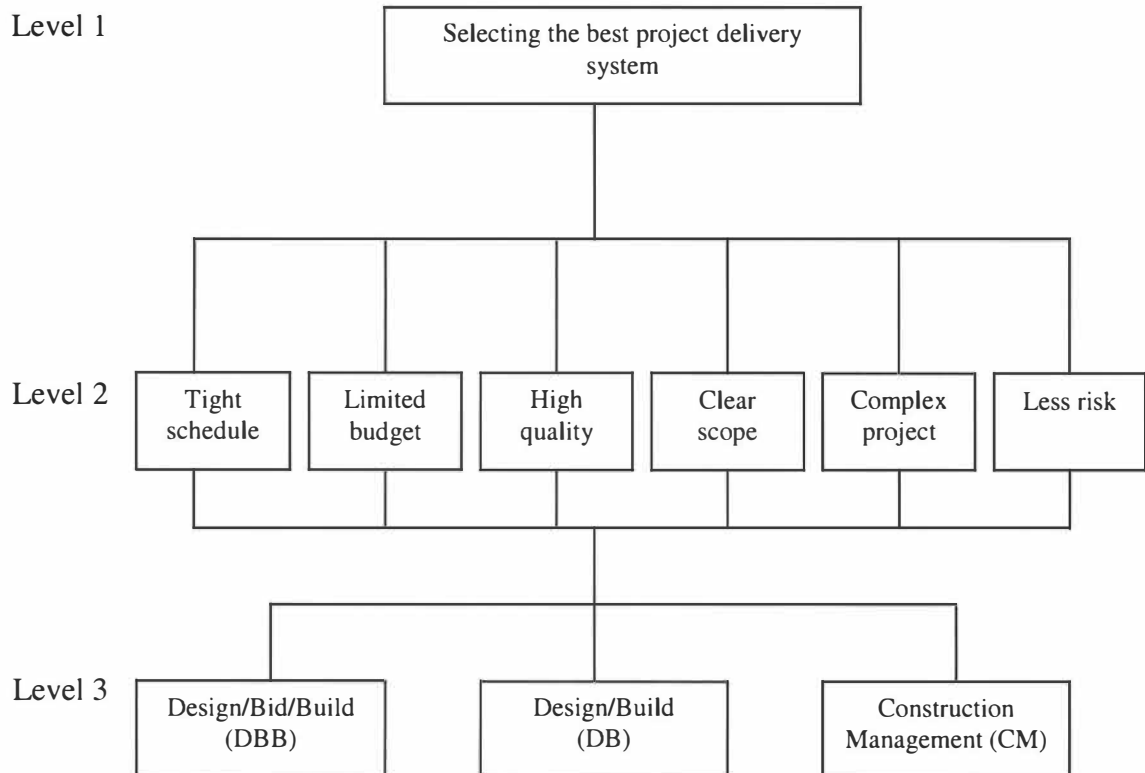 Level 1
Selecting the best project delivery
system
Level 2
Tight
schedule
Limited
budget
High
quality
Clear
scope
Complex
project
Less risk
Level 3
Design/Bid/Build
(DBB)
Design/Build
(DB)
Construction
Management (CM)